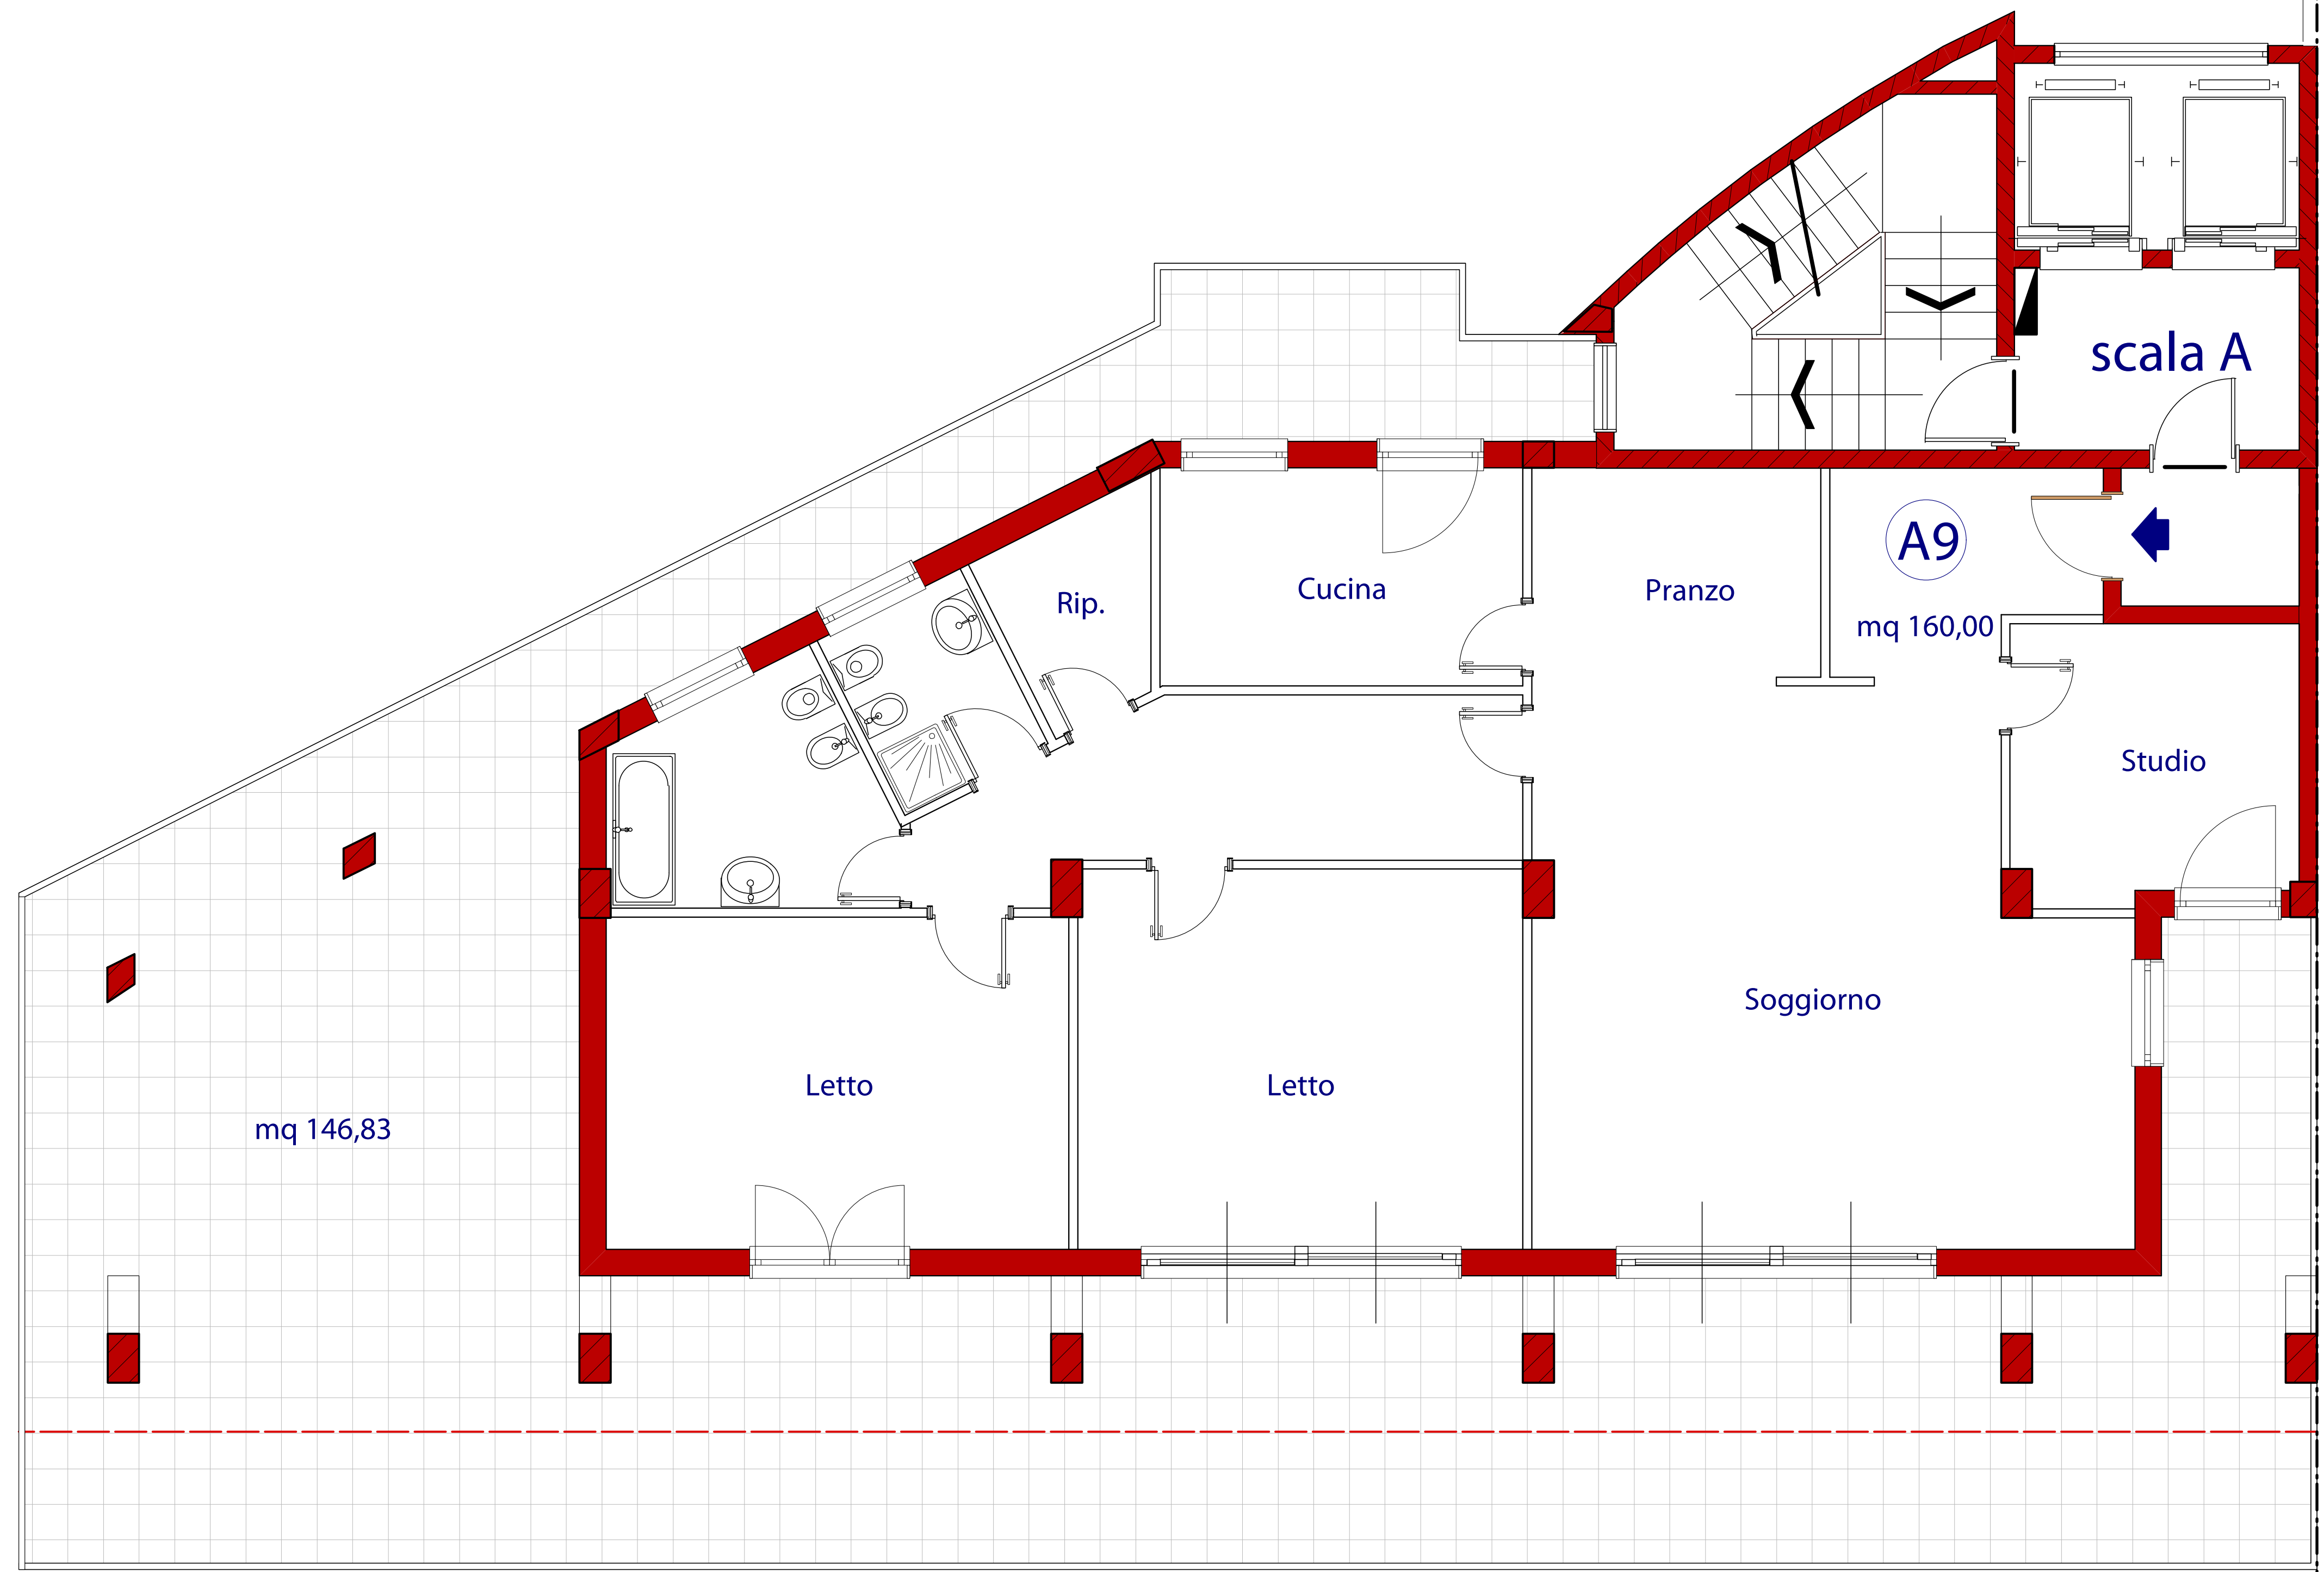 scala A
A9
mq 160,00
Rip.
Cucina
Pranzo
Studio
Soggiorno
Letto
Letto
mq 146,83